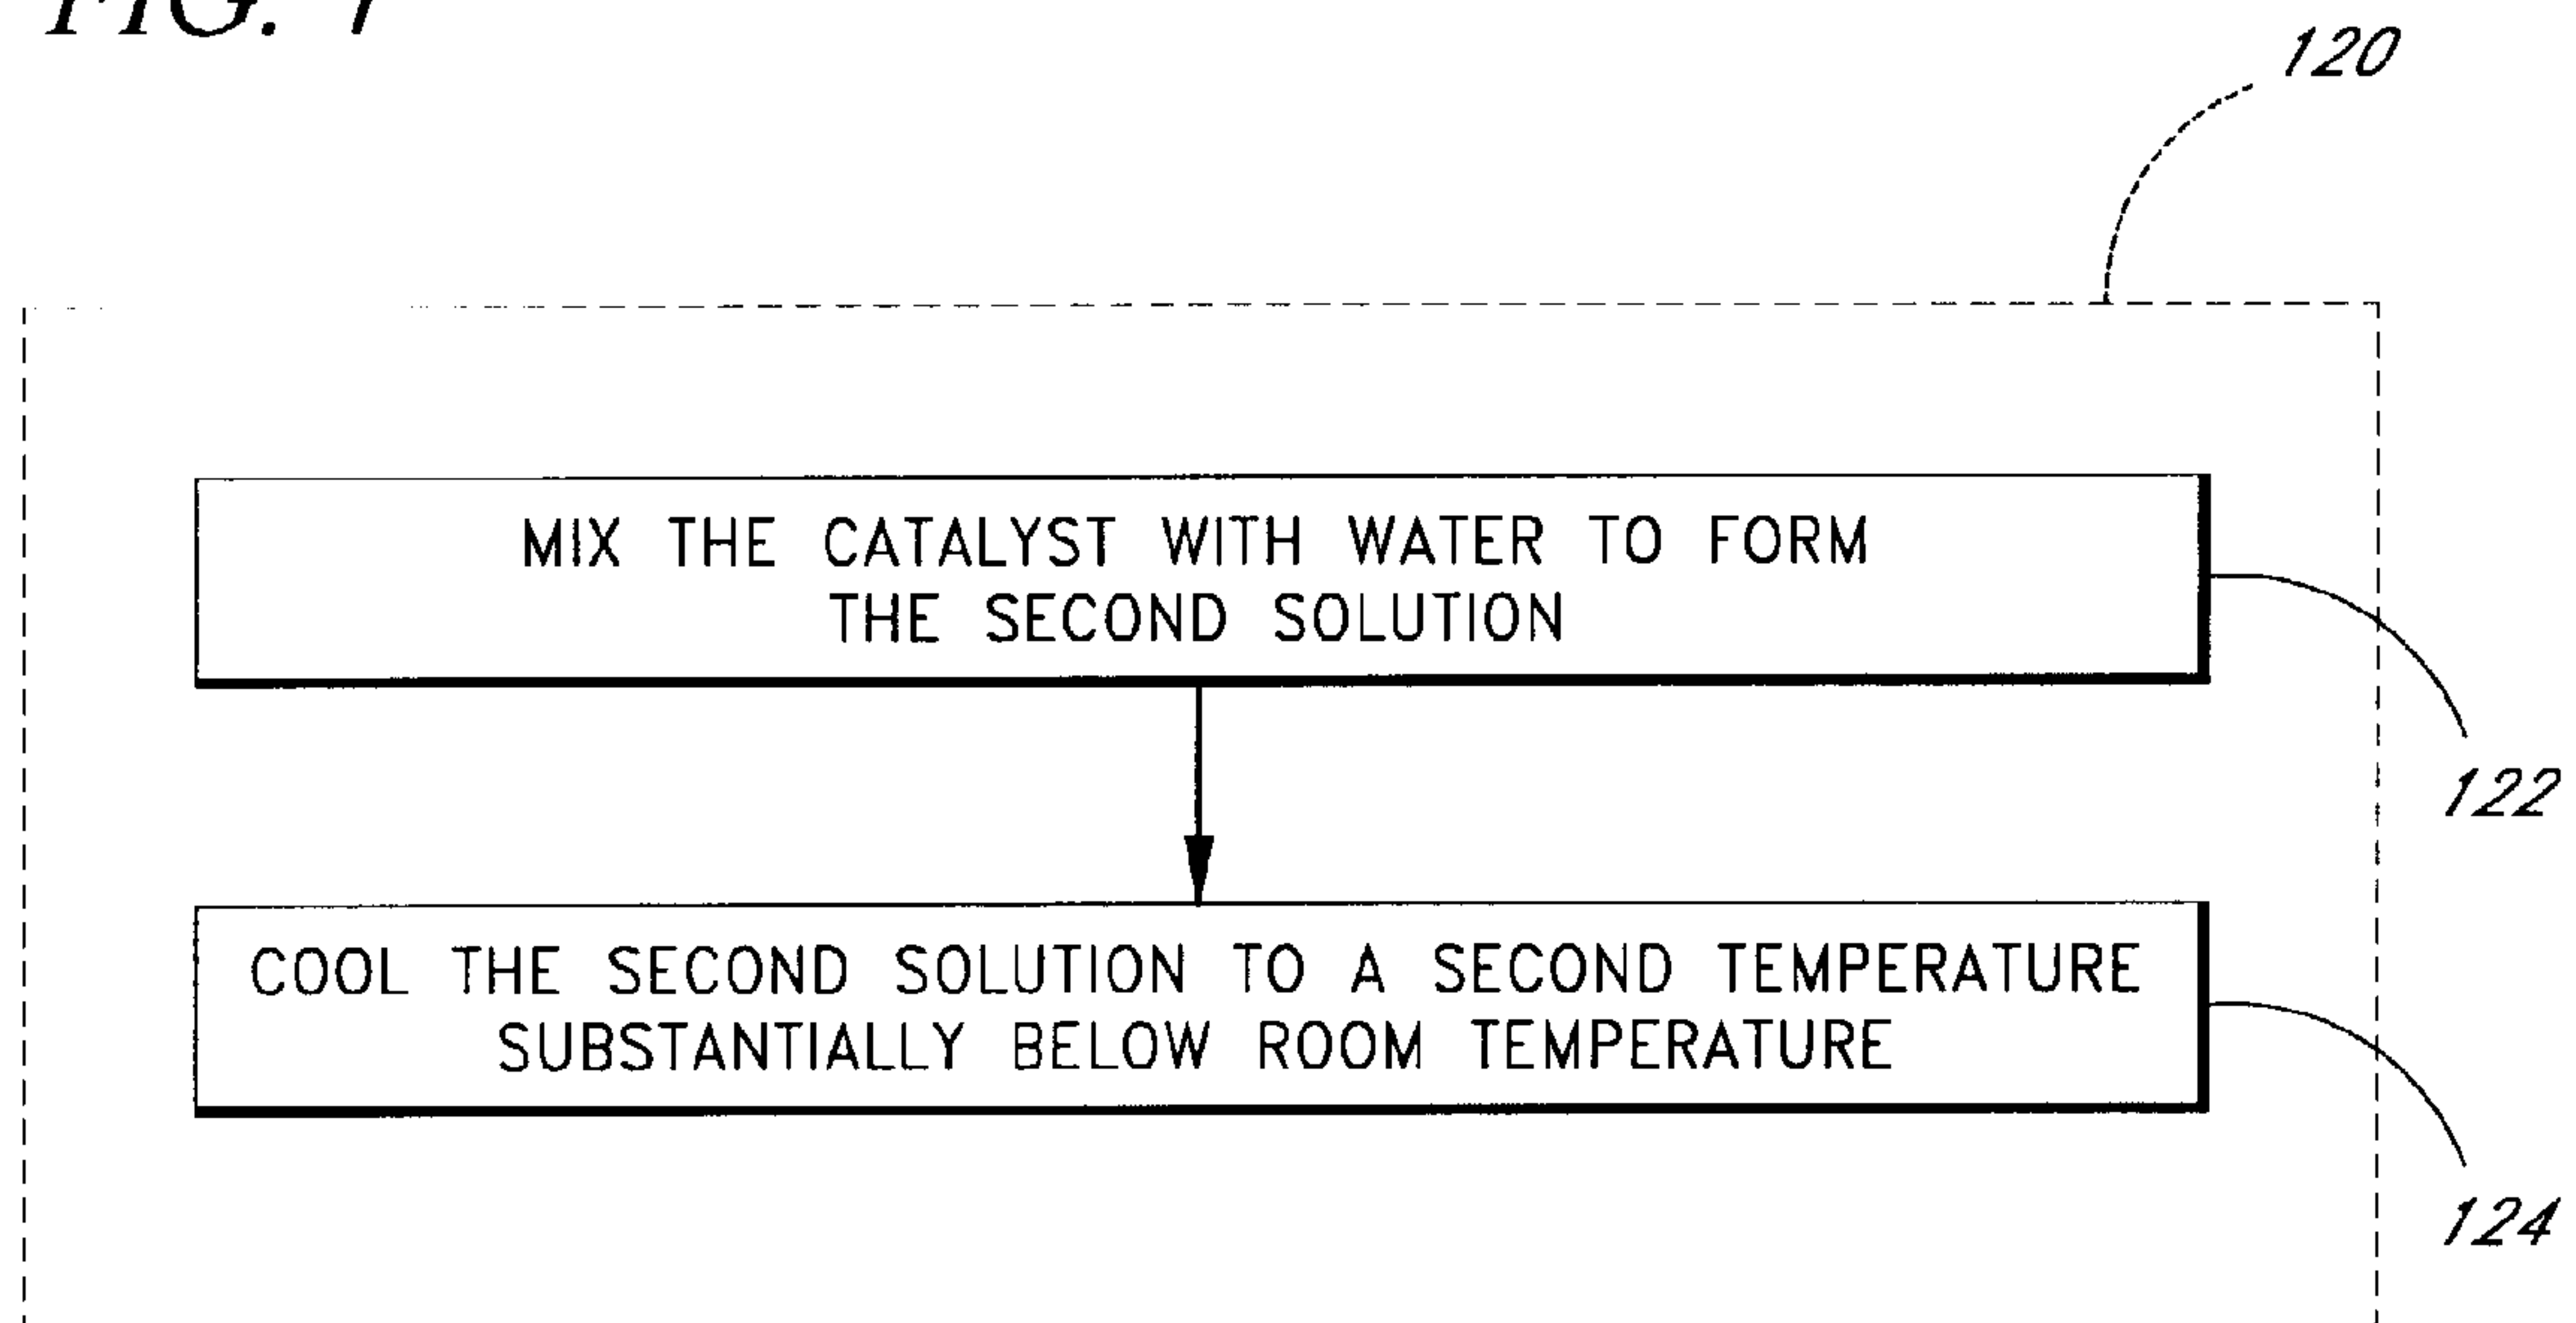 FIG.
120
MIX THE CATALYST WITH WATER TO FORM
THE SECOND SOLUTION
122
COOL THE SECOND SOLUTION TO A SECOND TEMPERATURE
SUBSTANTIALLY BELOW ROOM TEMPERATURE
124